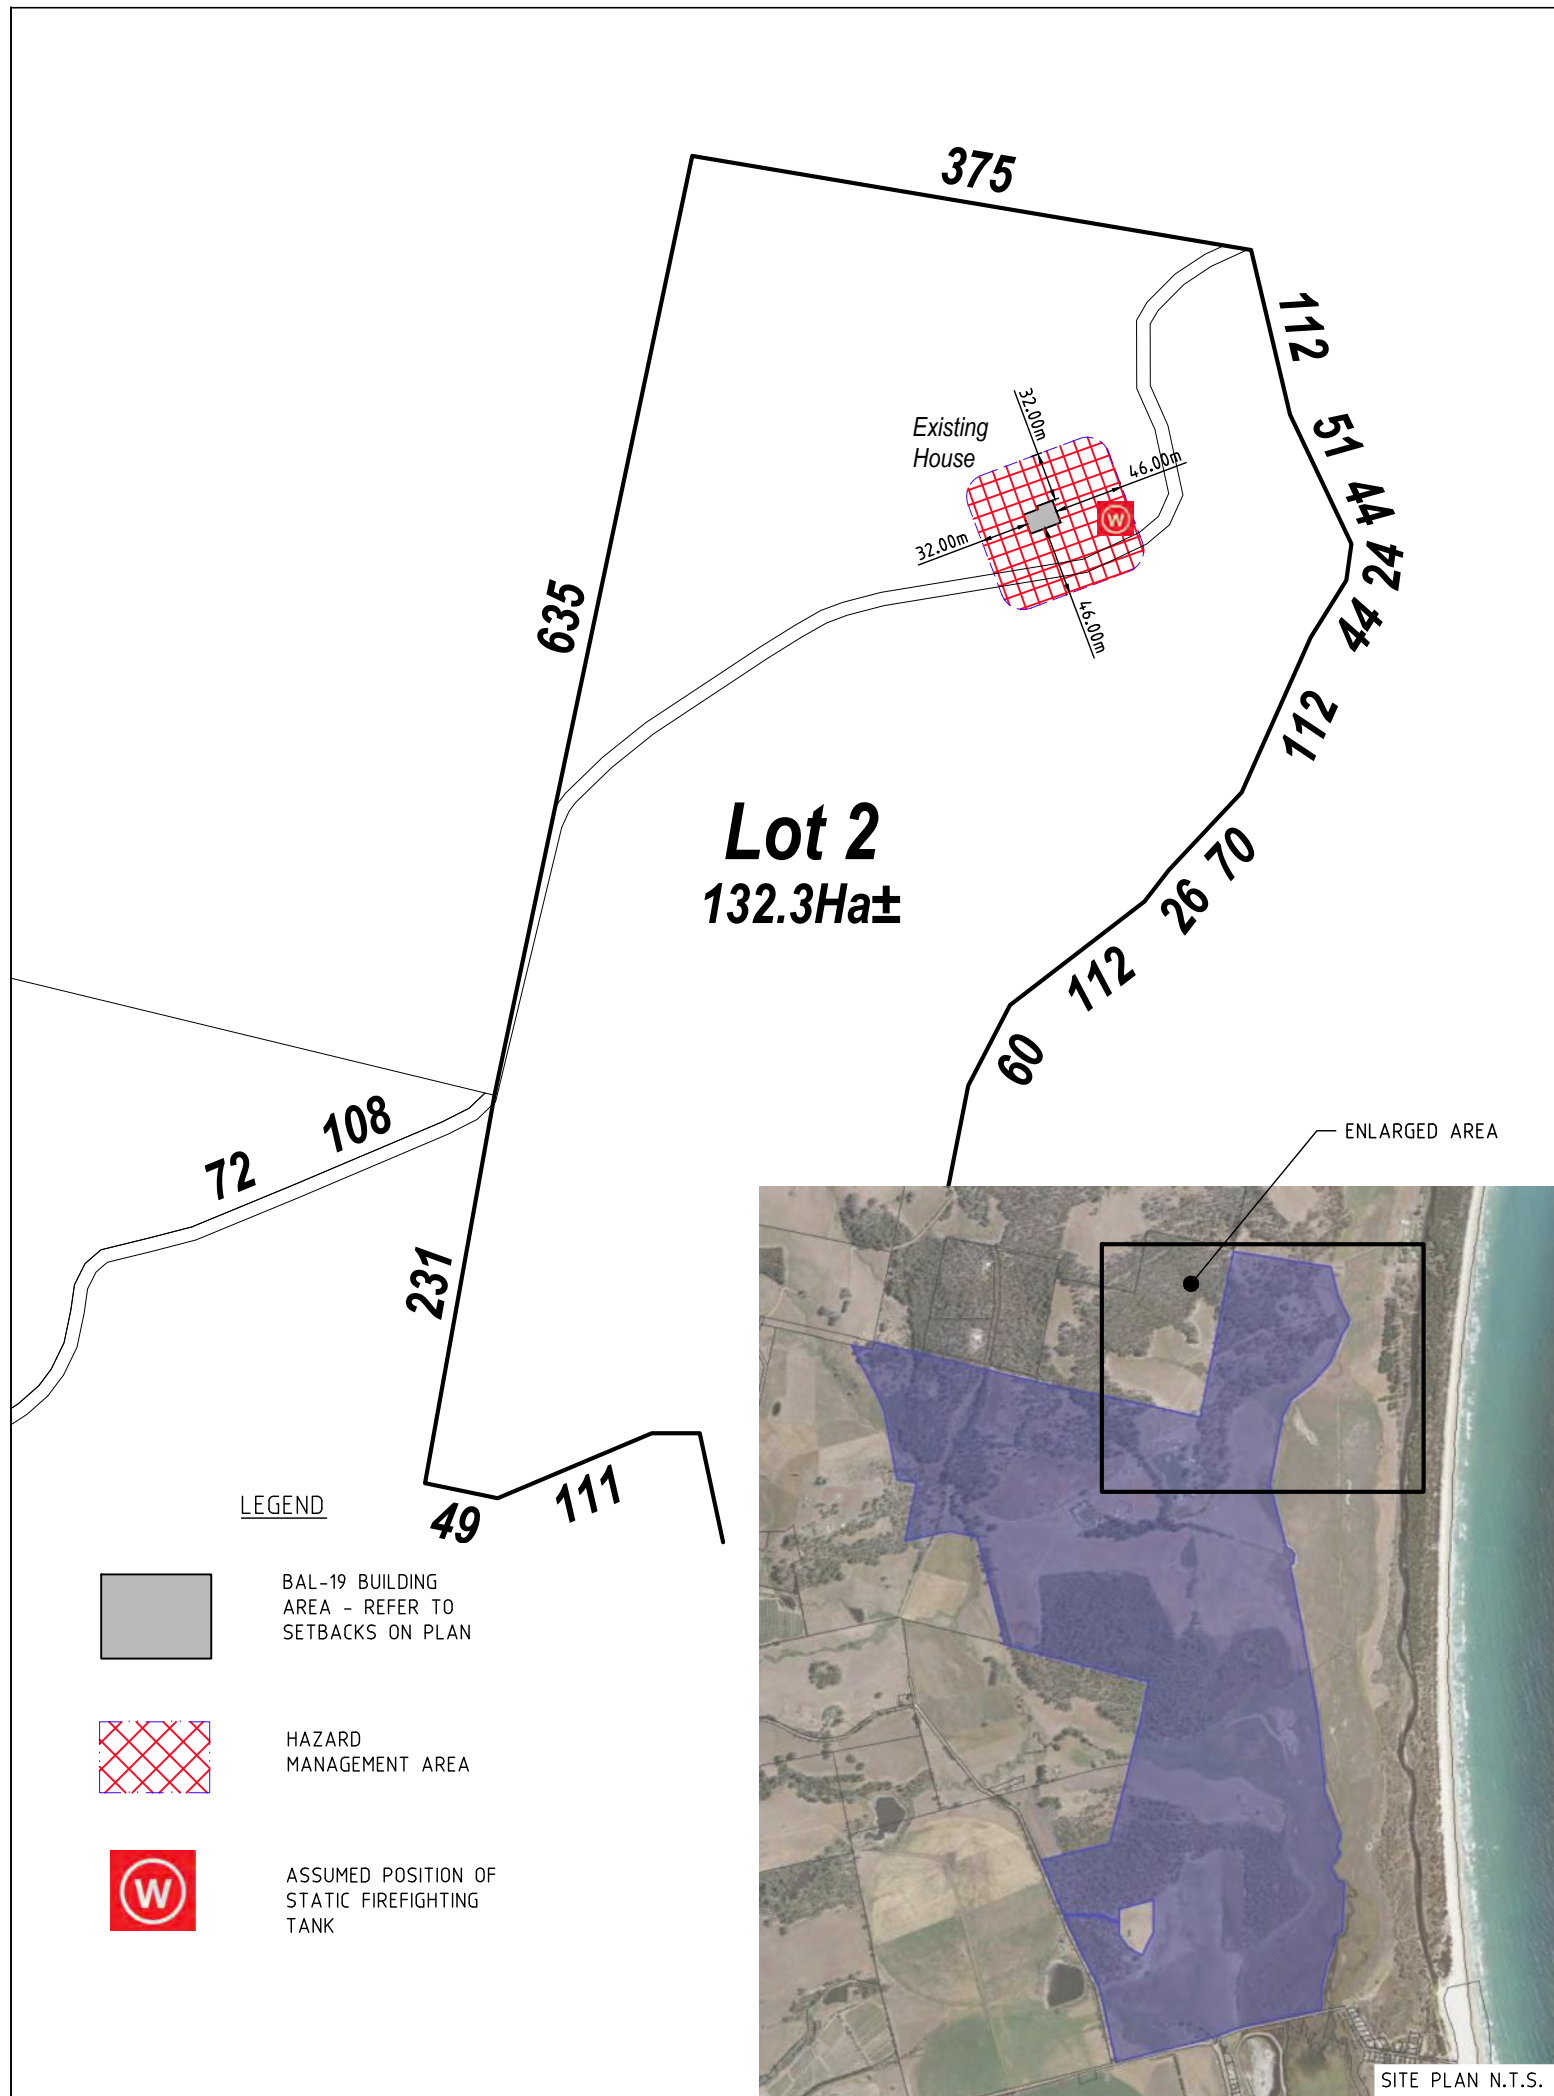 375
112
51
44
24
44
112
70
26
112
60
635
Existing
House
32.00m
46.00m
32.00m
46.00m
Lot 2
132.3Ha±
108
72
231
49
111
ENLARGED AREA
LEGEND
BAL-19 BUILDING
AREA - REFER TO
SETBACKS ON PLAN
HAZARD
MANAGEMENT AREA
W
ASSUMED POSITION OF
STATIC FIREFIGHTING
TANK
W
SITE PLAN N.T.S.